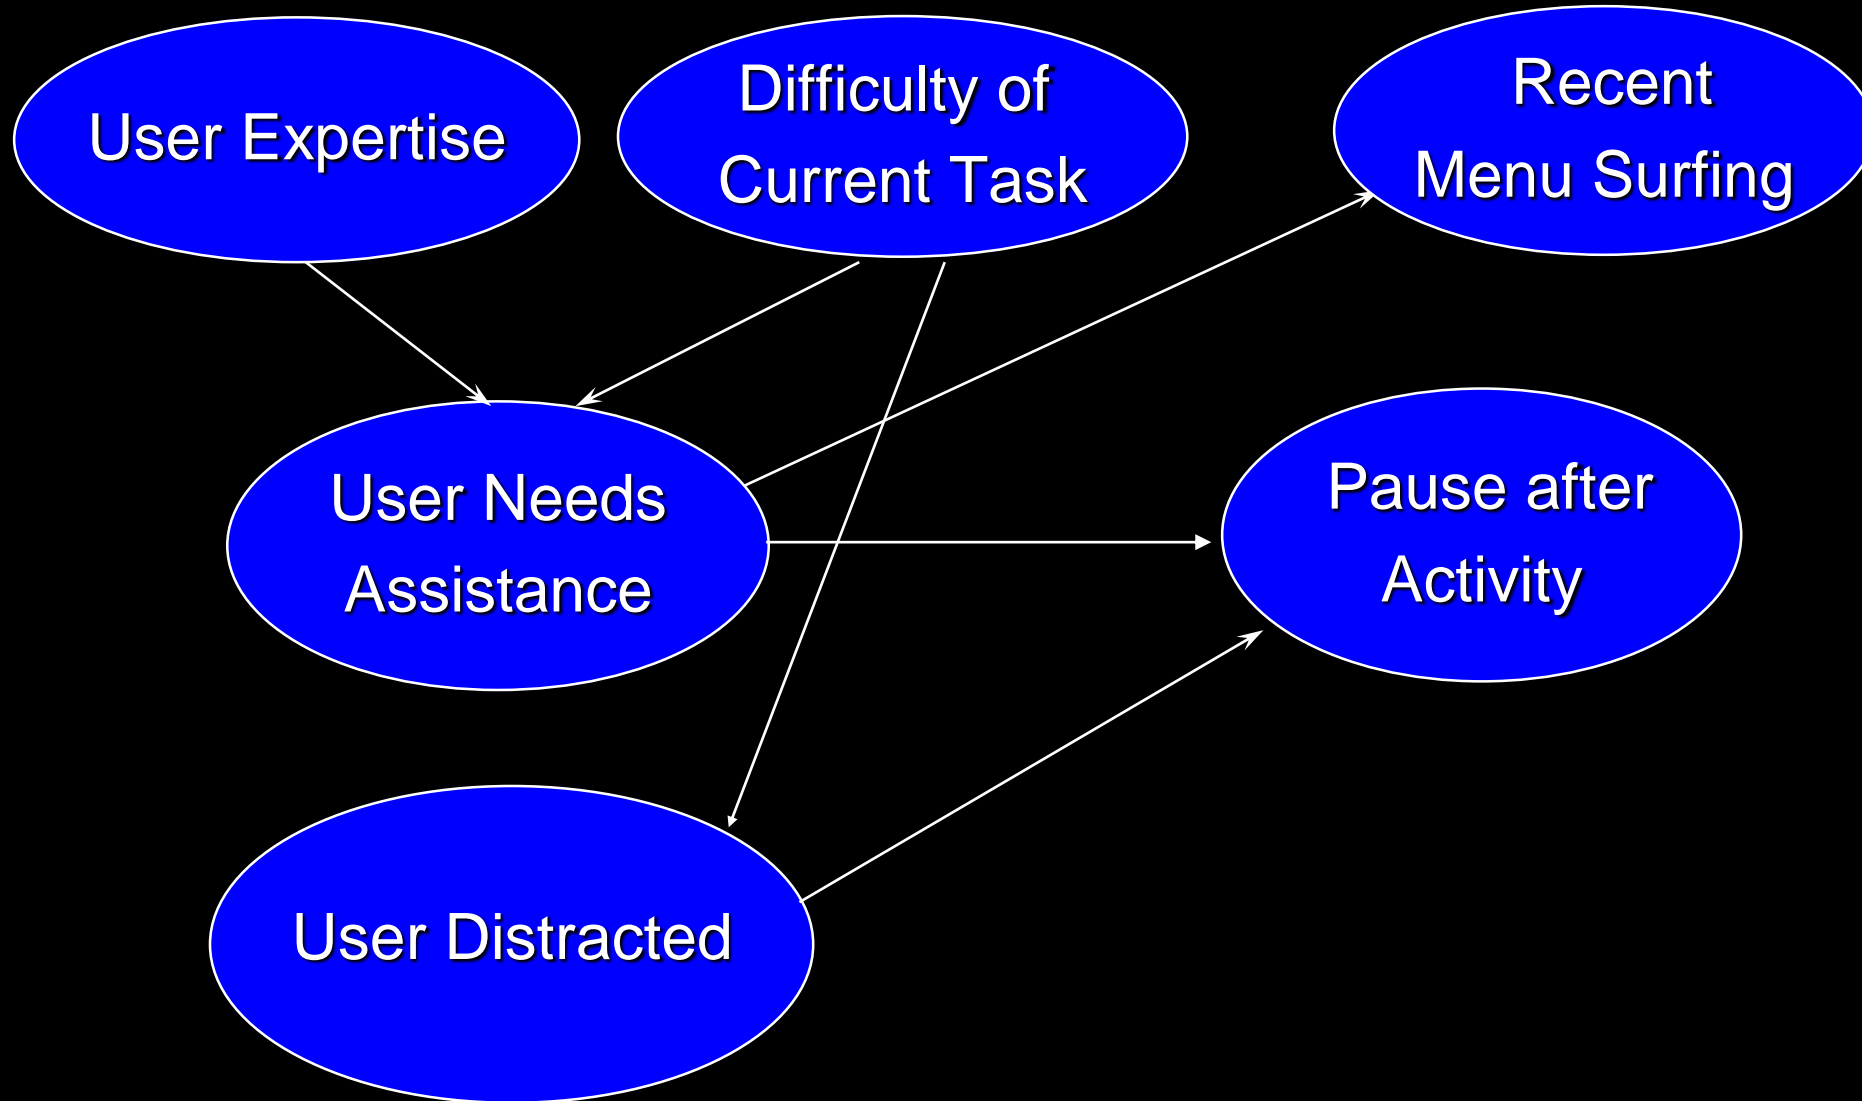 User Expertise
Difficulty of
Current Task
Recent
Menu Surfing
User Needs
Assistance
Pause after
Activity
User Distracted